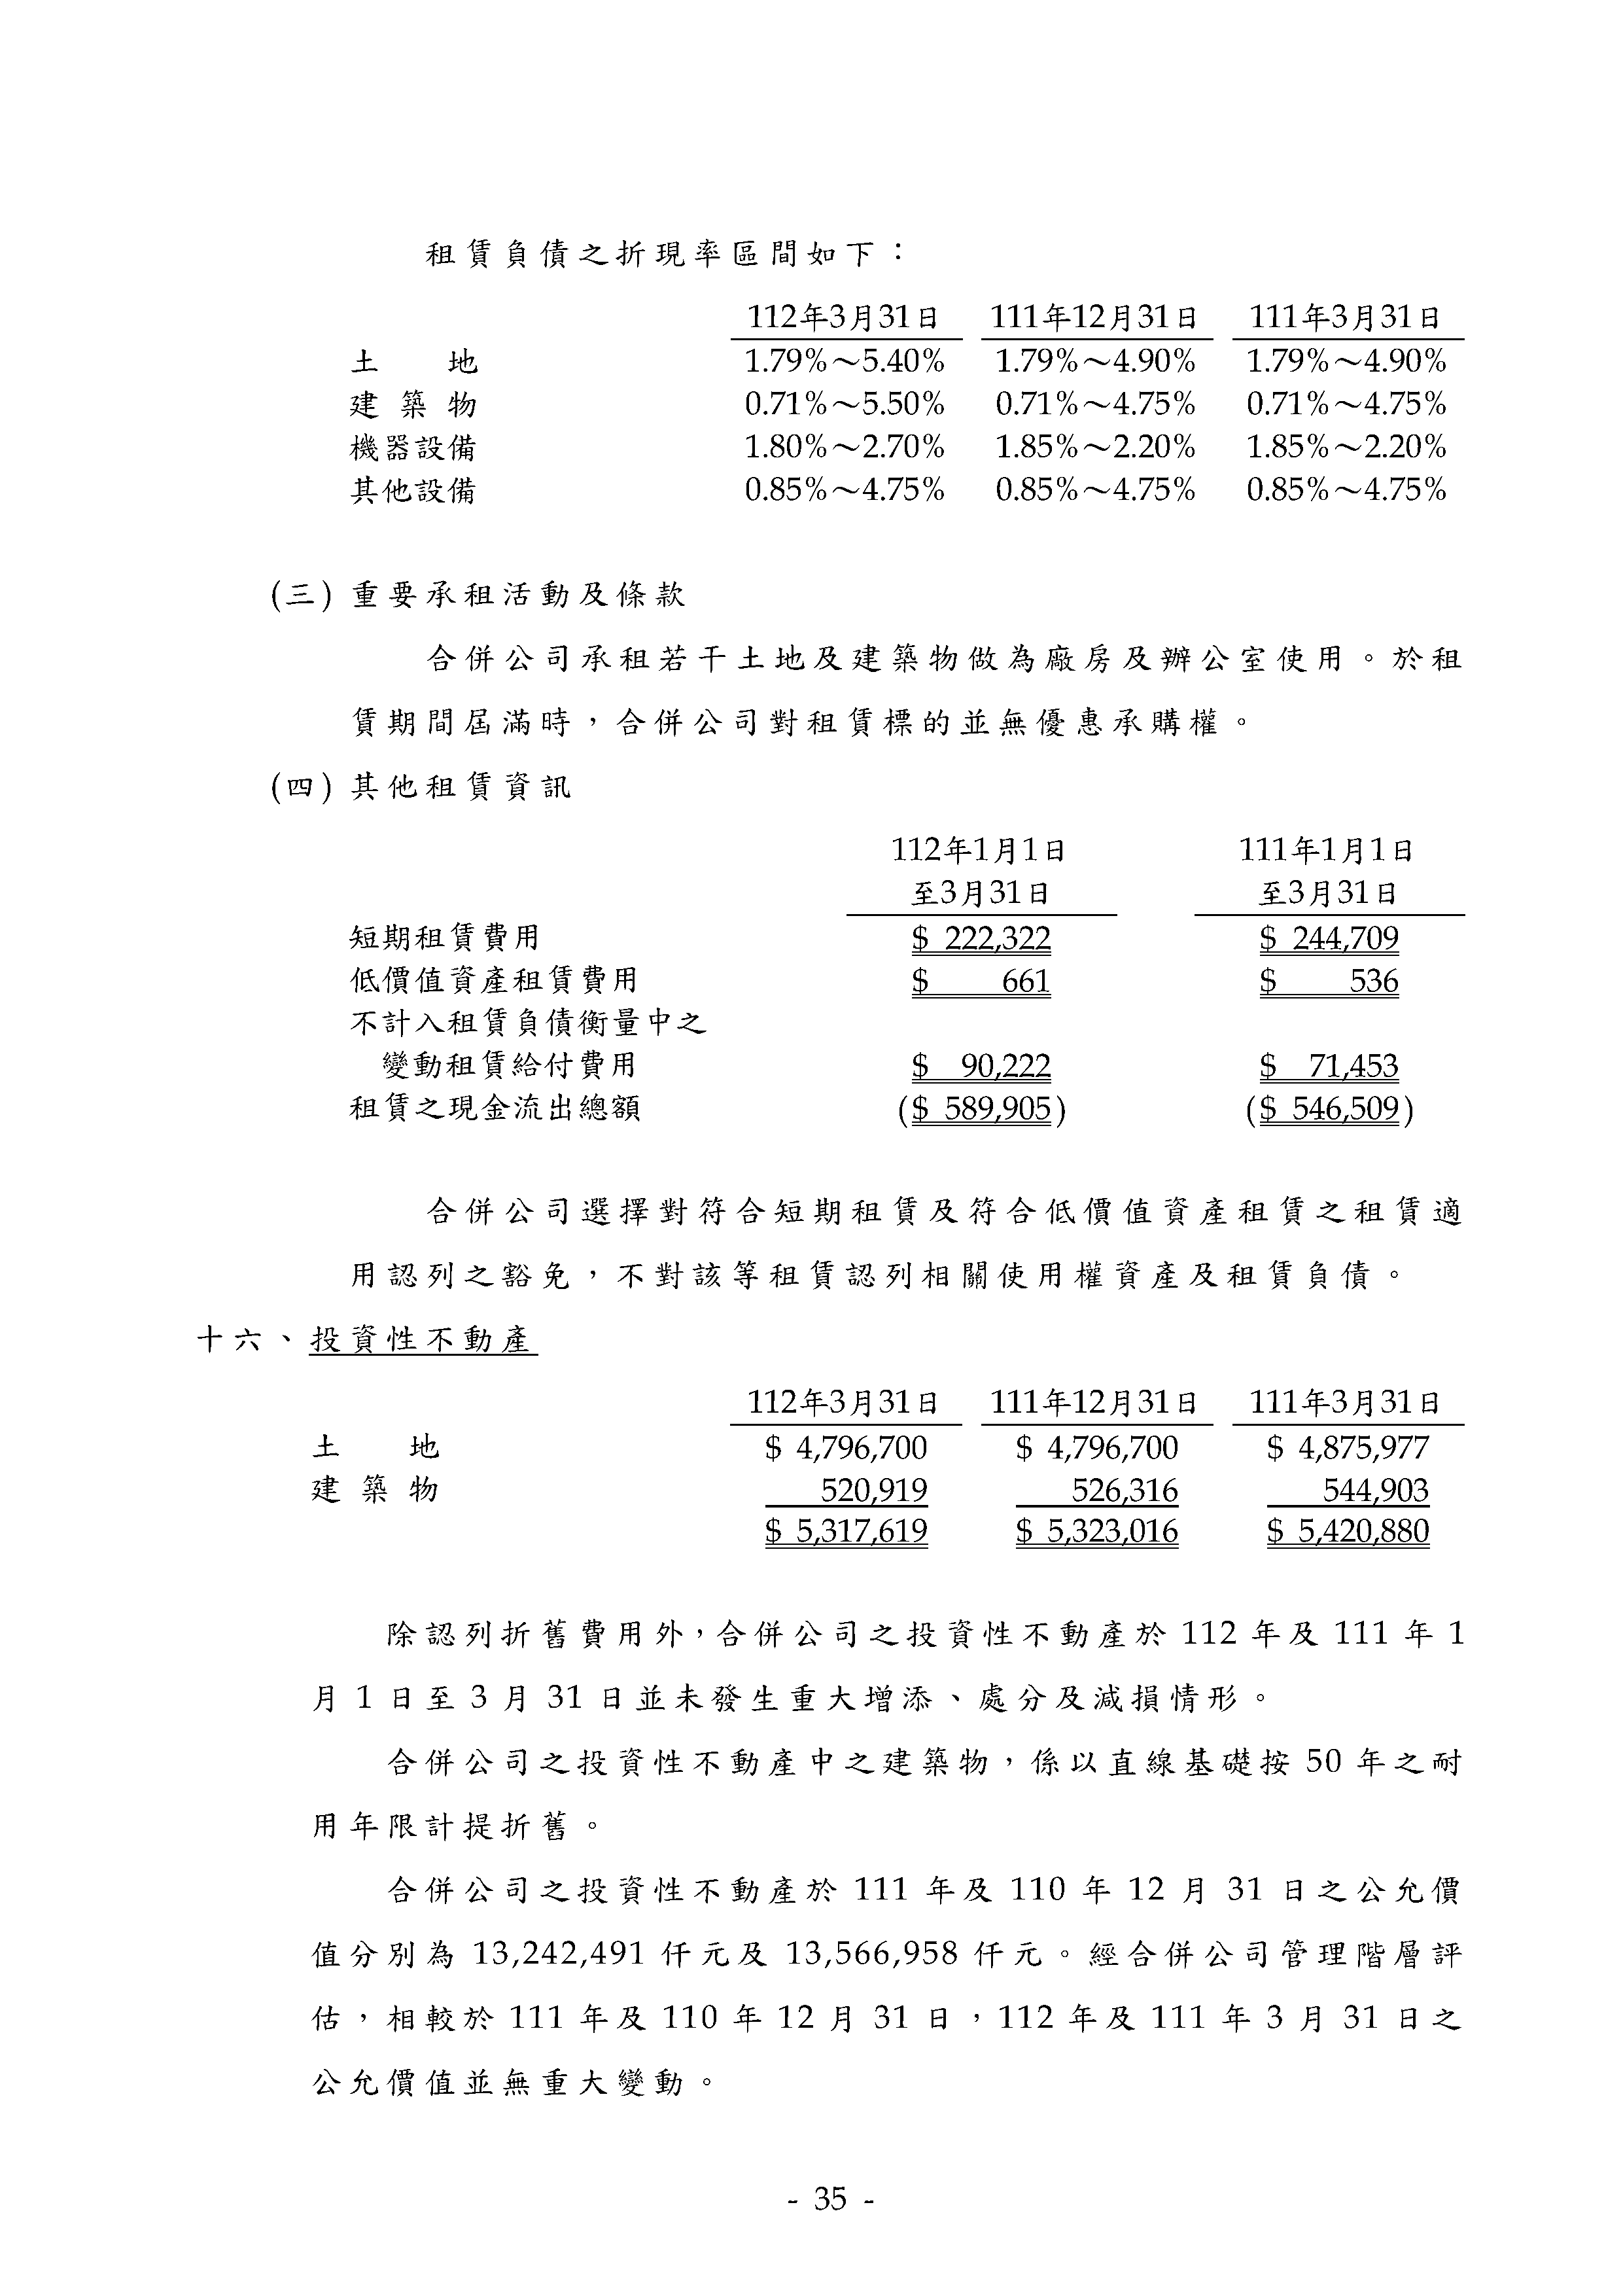 租賃負債之折現率區間如下：
112年3月31日 111年12月31日 111年3月31日
土地 1.79%～5.40% 1.79%～4.90% 1.79%～4.90%
建築物 0.71%～5.50% 0.71%～4.75% 0.71%～4.75%
機器設備 1.80%～2.70% 1.85%～2.20% 1.85%～2.20%
其他設備 0.85%～4.75% 0.85%～4.75% 0.85%～4.75%
(三) 重要承租活動及條款
合併公司承租若干土地及建築物做為廠房及辦公室使用。於租
賃期間屆滿時，合併公司對租賃標的並無優惠承購權。
(四) 其他租賃資訊
112年1月1日 111年1月1日
至3月31日 至3月31日
短期租賃費用 $ 222,322 $ 244,709
低價值資產租賃費用 $ 661 $ 536
不計入租賃負債衡量中之
變動租賃給付費用 $ 90,222 $ 71,453
租賃之現金流出總額 ($ 589,905) ($ 546,509)
合併公司選擇對符合短期租賃及符合低價值資產租賃之租賃適
用認列之豁免，不對該等租賃認列相關使用權資產及租賃負債。
十六、投資性不動產
112年3月31日 111年12月31日 111年3月31日
土地 $ 4,796,700 $ 4,796,700 $ 4,875,977
建築物 520,919 526,316 544,903
$ 5,317,619 $ 5,323,016 $ 5,420,880
除認列折舊費用外，合併公司之投資性不動產於 112 年及 111 年 1
月 1 日至 3 月 31 日並未發生重大增添、處分及減損情形。
合併公司之投資性不動產中之建築物，係以直線基礎按 50 年之耐
用年限計提折舊。
合併公司之投資性不動產於 111 年及 110 年 12 月 31 日之公允價
值分別為 13,242,491 仟元及 13,566,958 仟元。經合併公司管理階層評
估，相較於 111 年及 110 年 12 月 31 日，112 年及 111 年 3 月 31 日之
公允價值並無重大變動。
- 35 -